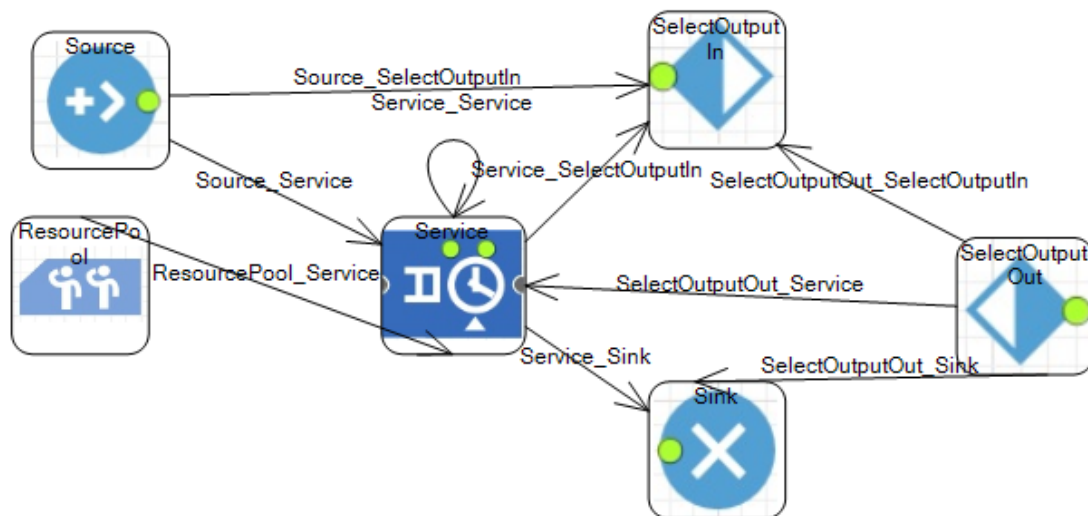 Source
SelectOutput
In
Source_SelectOutputIn
Service_Service
Source_Service
Service_SelectOutputIn
SelectOutputOut_SelectOutputIn
ResourcePo
ol
Service
ResourcePool_Service
SelectOutput
Out
SelectOutputOut_Service
Service_Sink
SelectOutputOut_Sink
Sink